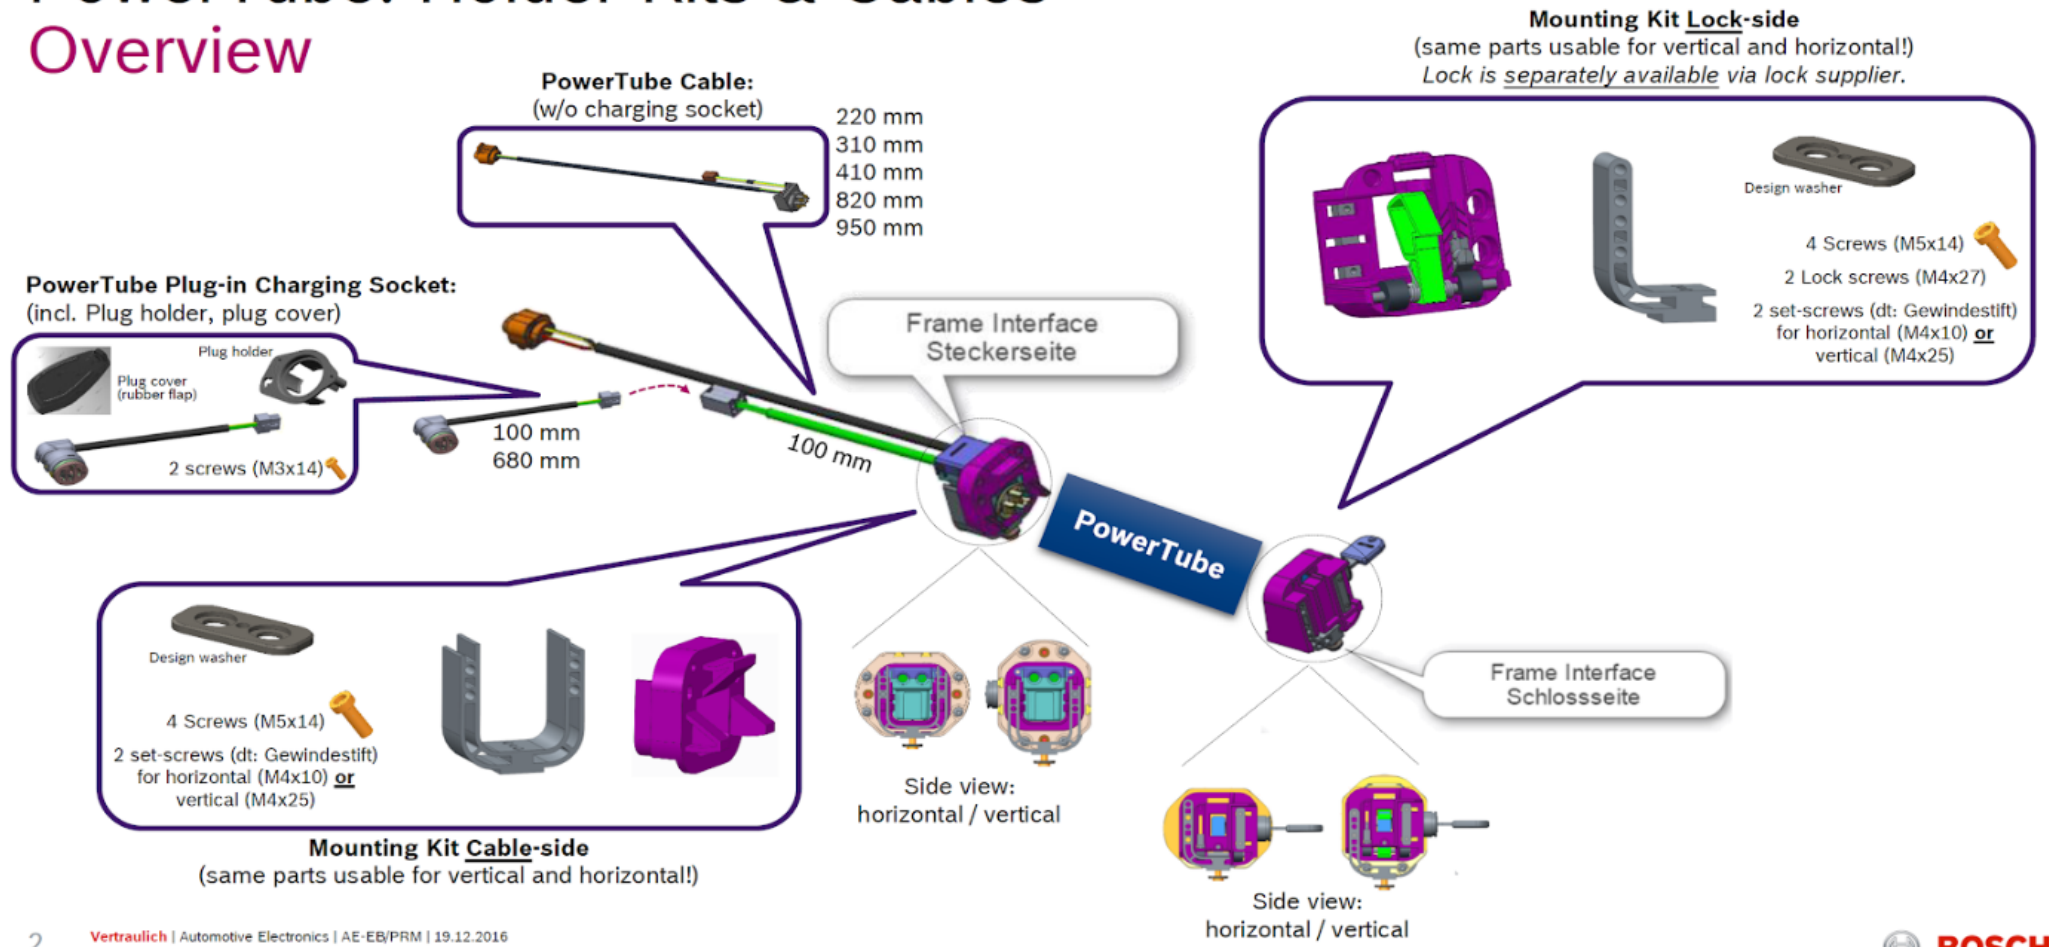 PowerTube: Holder Kits & Cables
Overview
PowerTube Cable:
(w/o charging socket)
220 mm
310 mm
410 mm
820 mm
950 mm
Mounting Kit Lock-side
(same parts usable for vertical and horizontal!)
Lock is separately available via lock supplier.
Design washer
4 Screws (M5x14)
2 Lock screws (M4x27)
2 set-screws (dt: Gewindestift)
for horizontal (M4x10) or
vertical (M4x25)
PowerTube Plug-in Charging Socket:
(incl. Plug holder, plug cover)
Plug holder
Plug cover
(rubber flap)
2 screws (M3x14)
100 mm
680 mm
100 mm
Frame Interface
Steckerseite
PowerTube
Frame Interface
Schlossseite
Design washer
4 Screws (M5x14)
2 set-screws (dt: Gewindestift)
for horizontal (M4x10) or
vertical (M4x25)
Mounting Kit Cable-side
(same parts usable for vertical and horizontal!)
Side view:
horizontal / vertical
Side view:
horizontal / vertical
2
Vertraulich | Automotive Electronics | AE-EB/PRM | 19.12.2016
BOSCH